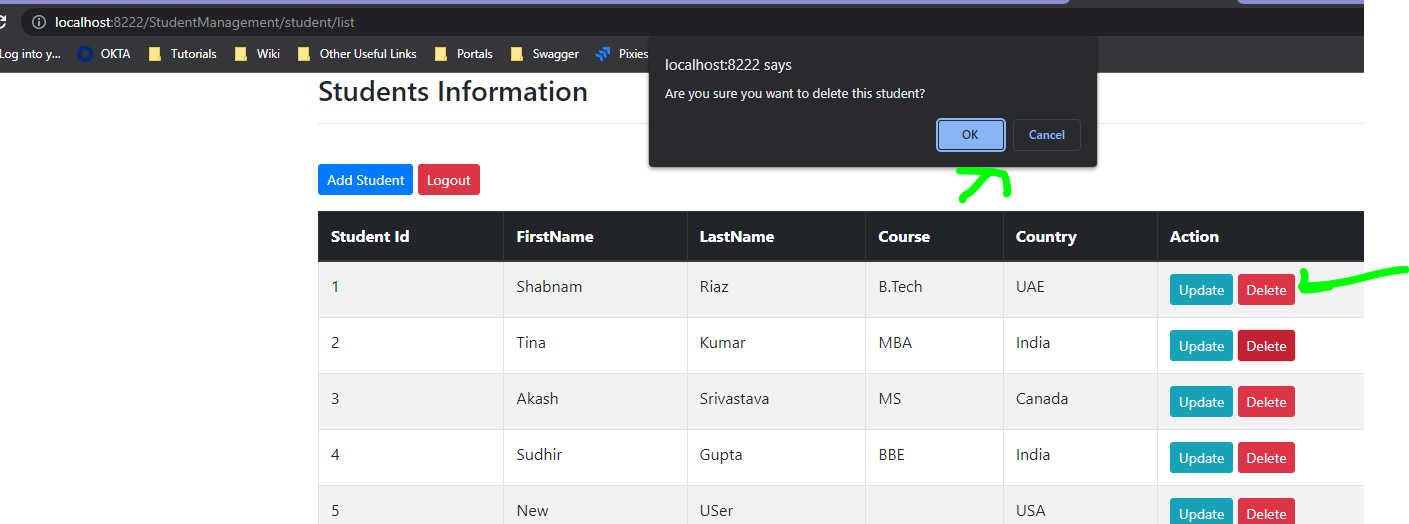 localhost:8222/StudentManagement/student/list
Log into y... OKTA Tutorials Wiki Other Useful Links Portals Swagger Pixies
localhost:8222 says
Are you sure you want to delete this student?
OK Cancel
Students Information
Add Student Logout
Student Id FirstName LastName Course Country Action
1 Shabnam Riaz B.Tech UAE Update Delete
2 Tina Kumar MBA India Update Delete
3 Akash Srivastava MS Canada Update Delete
4 Sudhir Gupta BBE India Update Delete
5 New USer USA Update Delete